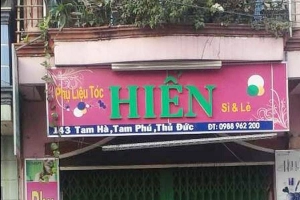 Phụ Liệu Tóc
HIỀN
Sỉ & Lẻ
143 Tam Hà, Tam Phú, Thủ Đức ĐT: 0988 962 200